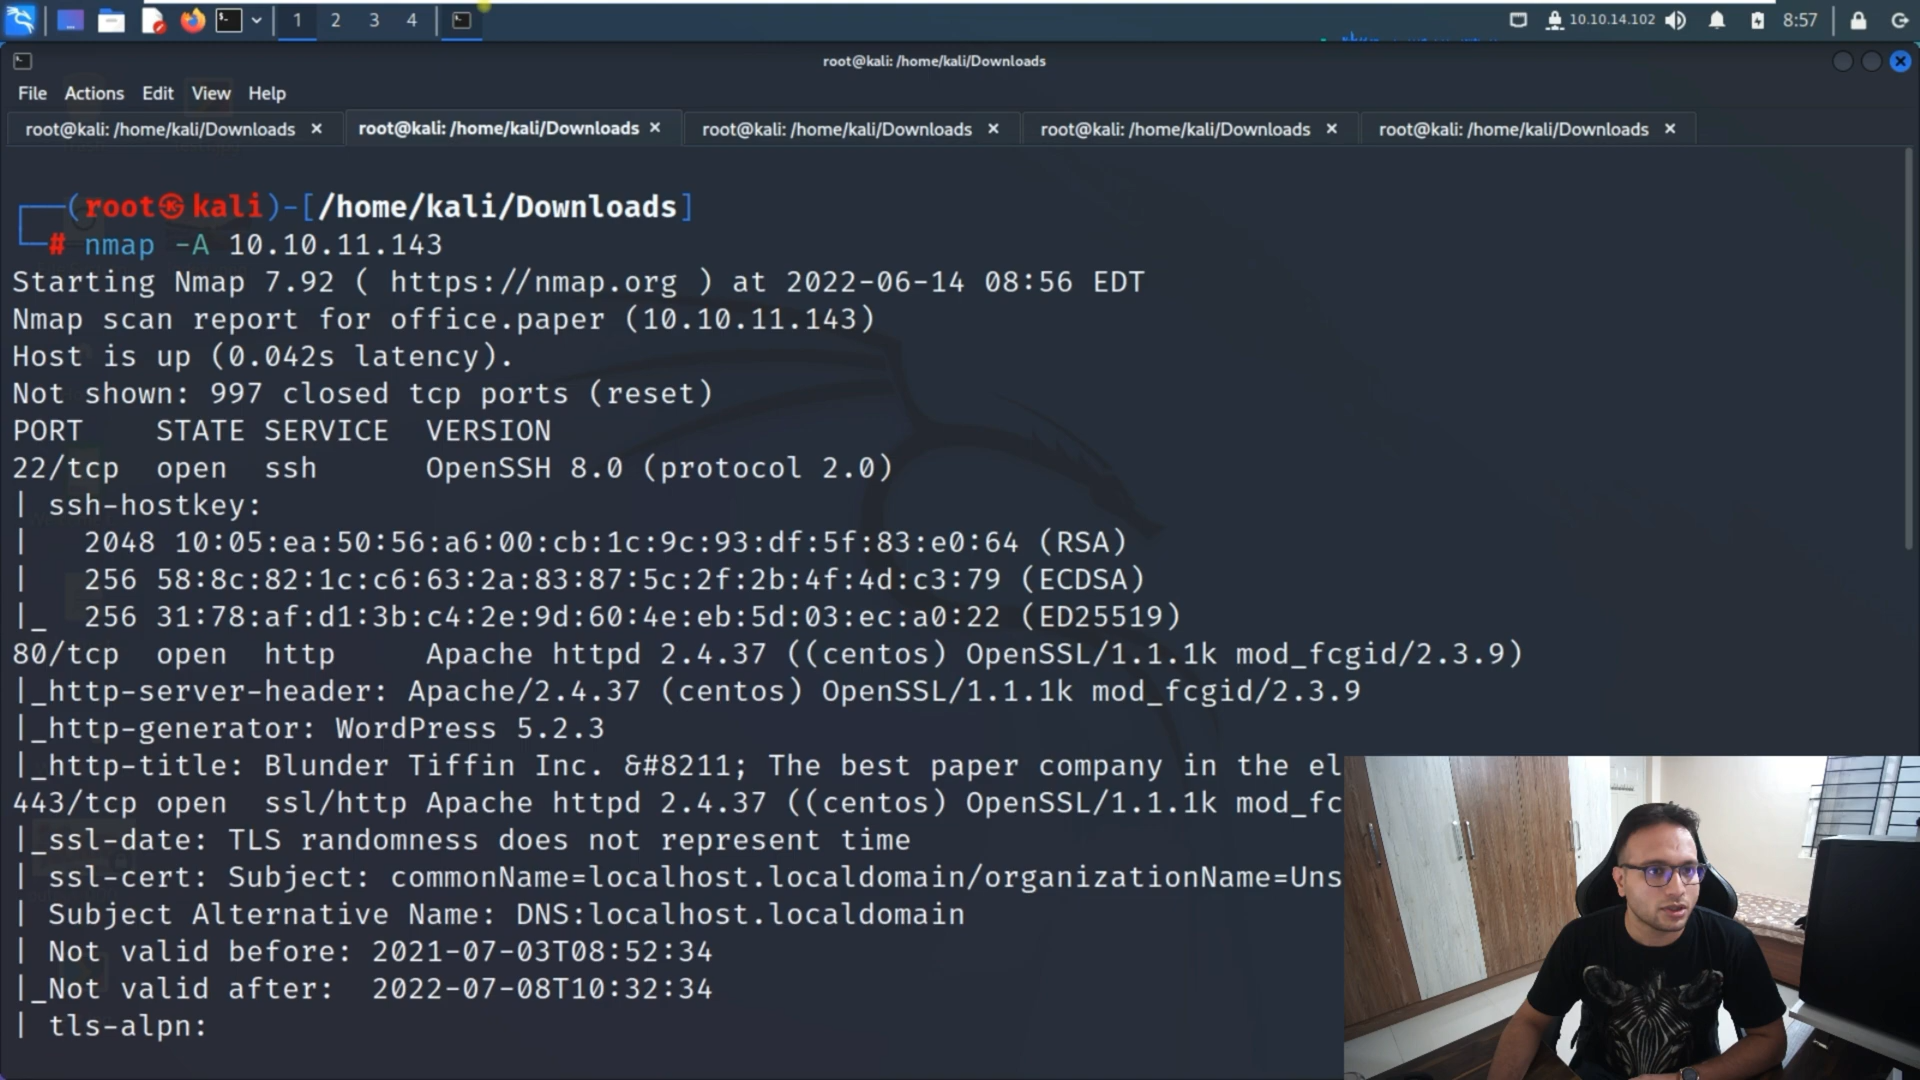 1 2 3 4
10.10.14.102 8:57
root@kali: /home/kali/Downloads
File Actions Edit View Help
root@kali: /home/kali/Downloads × root@kali: /home/kali/Downloads × root@kali: /home/kali/Downloads × root@kali: /home/kali/Downloads × root@kali: /home/kali/Downloads ×
┌──(root㉿kali)-[/home/kali/Downloads]
└─# nmap -A 10.10.11.143
Starting Nmap 7.92 ( https://nmap.org ) at 2022-06-14 08:56 EDT
Nmap scan report for office.paper (10.10.11.143)
Host is up (0.042s latency).
Not shown: 997 closed tcp ports (reset)
PORT    STATE SERVICE  VERSION
22/tcp  open  ssh      OpenSSH 8.0 (protocol 2.0)
| ssh-hostkey:
|   2048 10:05:ea:50:56:a6:00:cb:1c:9c:93:df:5f:83:e0:64 (RSA)
|   256 58:8c:82:1c:c6:63:2a:83:87:5c:2f:2b:4f:4d:c3:79 (ECDSA)
|_  256 31:78:af:d1:3b:c4:2e:9d:60:4e:eb:5d:03:ec:a0:22 (ED25519)
80/tcp  open  http     Apache httpd 2.4.37 ((centos) OpenSSL/1.1.1k mod_fcgid/2.3.9)
|_http-server-header: Apache/2.4.37 (centos) OpenSSL/1.1.1k mod_fcgid/2.3.9
|_http-generator: WordPress 5.2.3
|_http-title: Blunder Tiffin Inc. &#8211; The best paper company in the el
443/tcp open  ssl/http Apache httpd 2.4.37 ((centos) OpenSSL/1.1.1k mod_fc
|_ssl-date: TLS randomness does not represent time
| ssl-cert: Subject: commonName=localhost.localdomain/organizationName=Uns
| Subject Alternative Name: DNS:localhost.localdomain
| Not valid before: 2021-07-03T08:52:34
|_Not valid after:  2022-07-08T10:32:34
| tls-alpn: